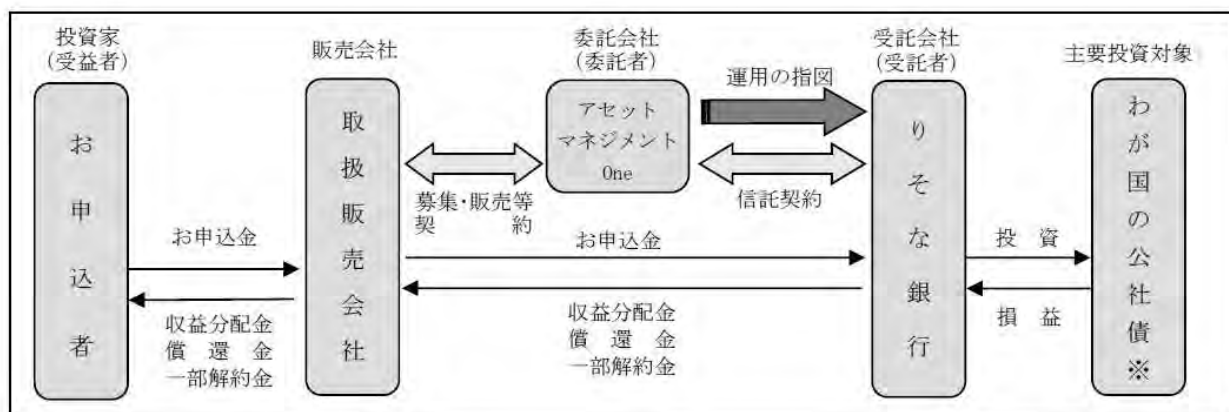 投資家
(受益者)
お申込者
販売会社
取扱販売会社
委託会社
(委託者)
アセット
マネジメント
One
運用の指図
受託会社
(受託者)
りそな銀行
主要投資対象
わが国の公社債※
募集・販売等
契　　　約
信託契約
お申込金
収益分配金
償　還　金
一部解約金
お申込金
収益分配金
償　還　金
一部解約金
投　資
損　益